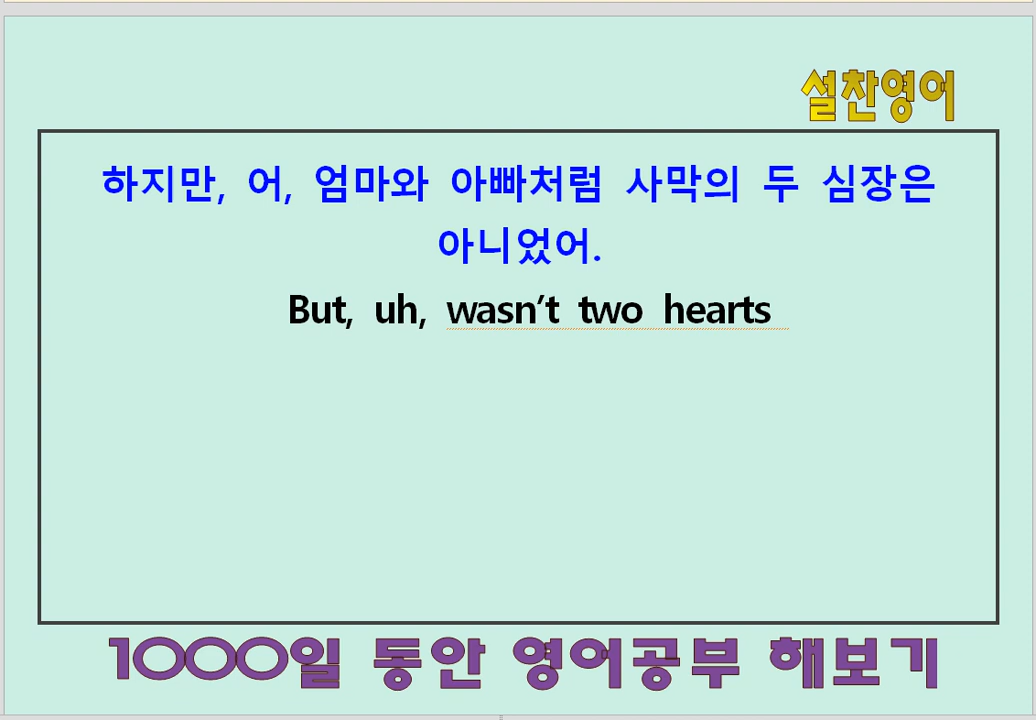 설찬영어
하지만, 어, 엄마와 아빠처럼 사막의 두 심장은
아니었어.
But, uh, wasn’t two hearts
1000일 동안 영어공부 해보기